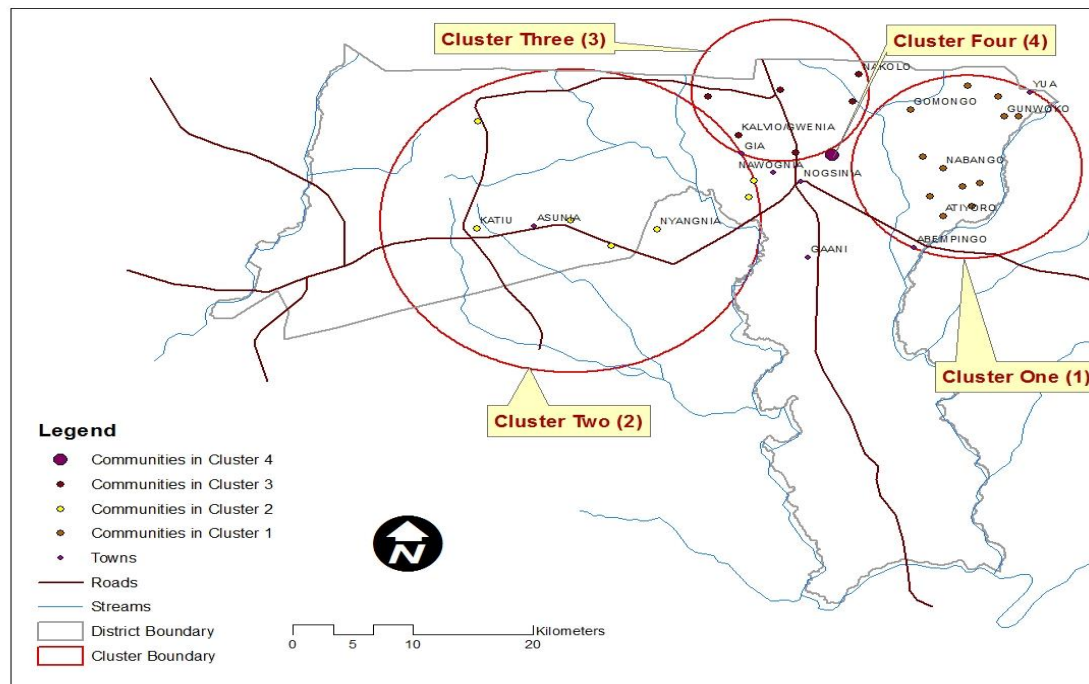 Cluster Three (3)
Cluster Four (4)
NAKOLO
YUA
GOMONGO
GUNWOKO
KALVIO/GWENIA
GIA
NAWOGNIA
NOGSINIA
NABANGO
ATIYORO
KATIU
ASUNIA
NYANGNIA
ABEMPINGO
GAANI
Cluster One (1)
Cluster Two (2)
Legend
Communities in Cluster 4
Communities in Cluster 3
Communities in Cluster 2
Communities in Cluster 1
Towns
Roads
Streams
District Boundary
Cluster Boundary
N
Kilometers
0 5 10 20